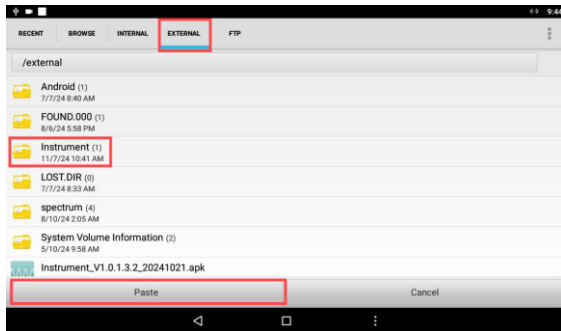 9:44
RECENT BROWSE INTERNAL EXTERNAL FTP
/external
Android (1)
7/7/24 8:40 AM
FOUND.000 (1)
8/6/24 5:58 PM
Instrument (1)
11/7/24 10:41 AM
LOST.DIR (0)
7/7/24 8:33 AM
spectrum (4)
8/10/24 2:05 AM
System Volume Information (2)
5/10/24 9:58 AM
Instrument_V1.0.1.3.2_20241021.apk
Paste Cancel